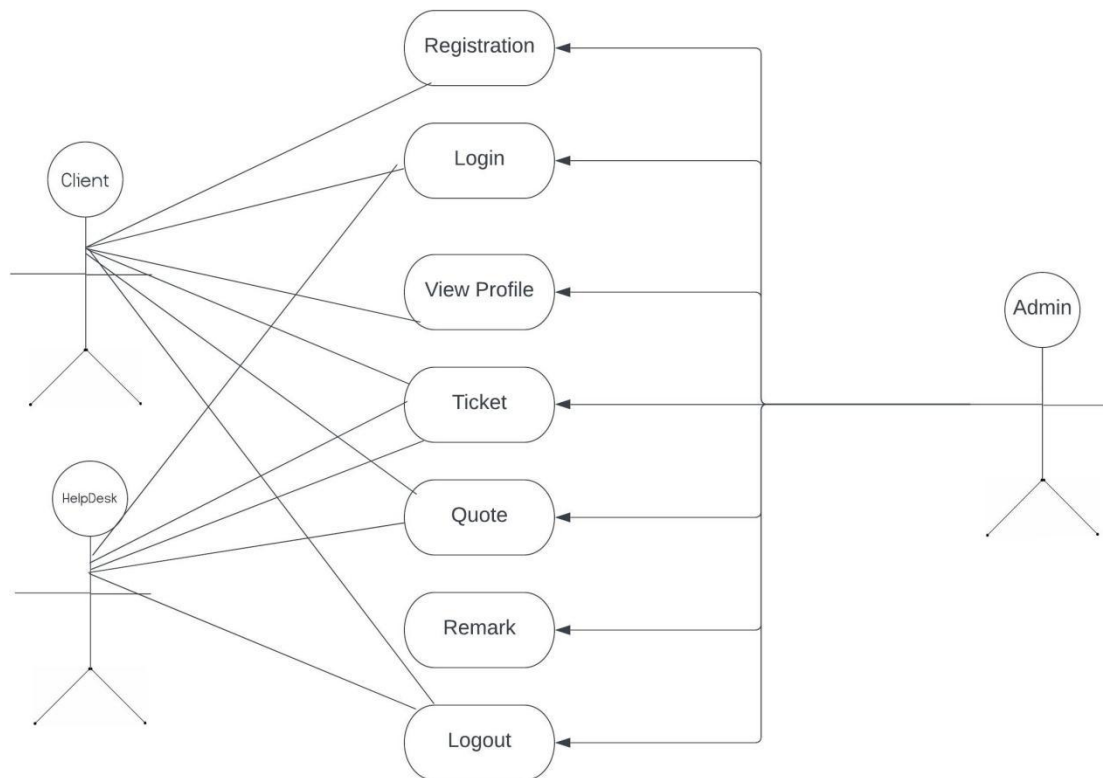 Registration
Login
Client
View Profile
Admin
Ticket
HelpDesk
Quote
Remark
Logout